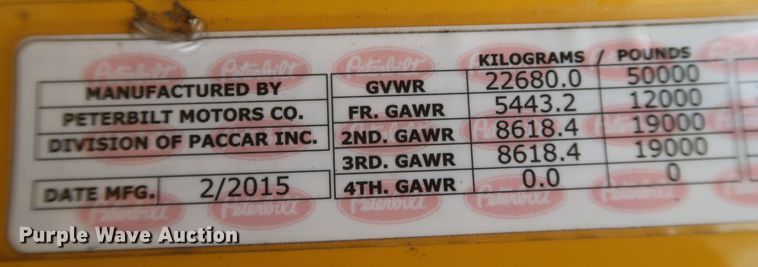 KILOGRAMS / POUNDS
MANUFACTURED BY
PETERBILT MOTORS CO.
DIVISION OF PACCAR INC.
DATE MFG. 2/2015
GVWR 22680.0 50000
FR. GAWR 5443.2 12000
2ND. GAWR 8618.4 19000
3RD. GAWR 8618.4 19000
4TH. GAWR 0.0 0
Peterbilt
Purple Wave Auction